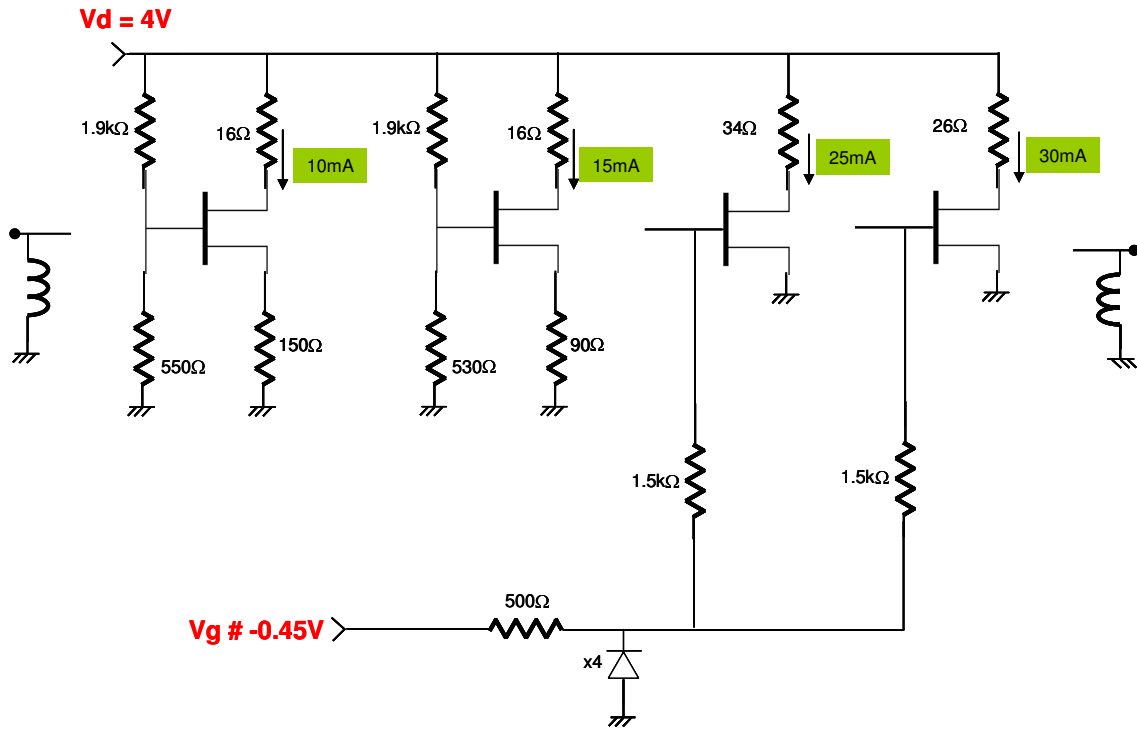 Vd = 4V
1.9kΩ
16Ω
10mA
1.9kΩ
16Ω
15mA
34Ω
25mA
26Ω
30mA
550Ω
150Ω
530Ω
90Ω
1.5kΩ
1.5kΩ
500Ω
Vg # -0.45V
x4